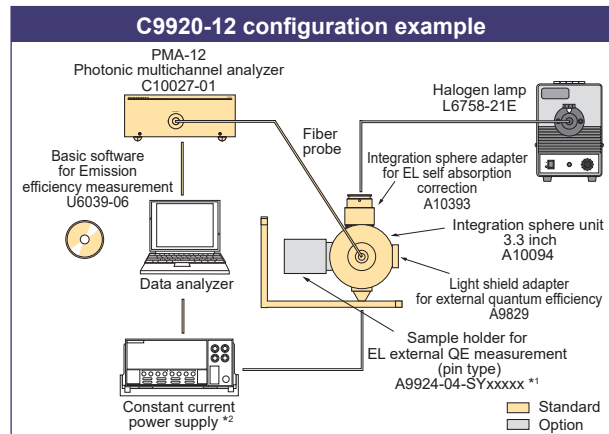 C9920-12 configuration example
PMA-12
Photonic multichannel analyzer
C10027-01
Halogen lamp
L6758-21E
Fiber
probe
Basic software
for Emission
efficiency measurement
U6039-06
Integration sphere adapter
for EL self absorption
correction
A10393
Integration sphere unit
3.3 inch
A10094
Data analyzer
Light shield adapter
for external quantum efficiency
A9829
Sample holder for
EL external QE measurement
(pin type)
A9924-04-SYxxxxx *1
Constant current
power supply *2
Standard
Option